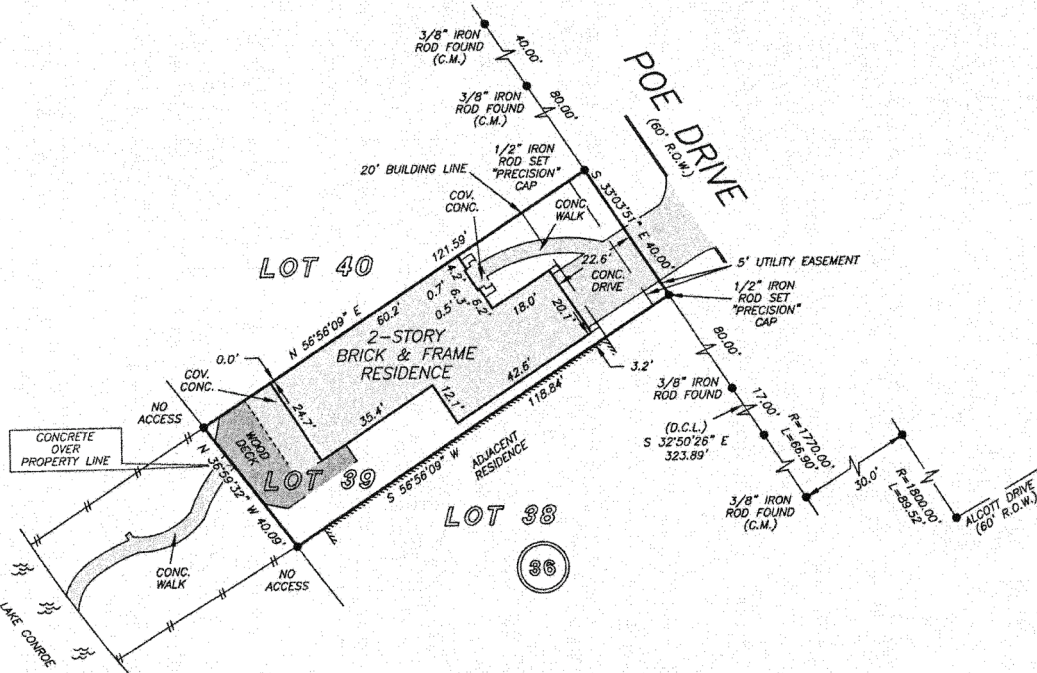 3/8" IRON
ROD FOUND
(C.M.)
40.00'
3/8" IRON
ROD FOUND
(C.M.)
80.00'
POE DRIVE
(60' R.O.W.)
1/2" IRON
ROD SET
"PRECISION"
CAP
20' BUILDING LINE
COV.
CONC.
CONC.
WALK
S 33°03'51" E 40.00'
121.59'
LOT 40
4.2'
0.7'
6.3'
0.5'
6.2'
22.6'
CONC.
DRIVE
18.0'
20.1'
5' UTILITY EASEMENT
1/2" IRON
ROD SET
"PRECISION"
CAP
N 56°56'09" E
60.2'
2-STORY
BRICK & FRAME
RESIDENCE
0.0'
COV.
CONC.
24.7'
35.4'
12.1'
42.6'
3.2'
118.84'
80.00'
NO
ACCESS
CONCRETE
OVER
PROPERTY LINE
WOOD
DECK
LOT 39
N 36°59'32" W 40.09'
S 56°56'09" W
ADJACENT
RESIDENCE
LOT 38
36
3/8" IRON
ROD FOUND
17.00'
(D.C.L.)
S 32°50'26" E
323.89'
R=1770.00'
L=66.90'
3/8" IRON
ROD FOUND
(C.M.)
30.0'
R=1800.00'
L=89.52'
ALCOTT DRIVE
(60' R.O.W.)
CONC.
WALK
NO
ACCESS
LAKE CONROE